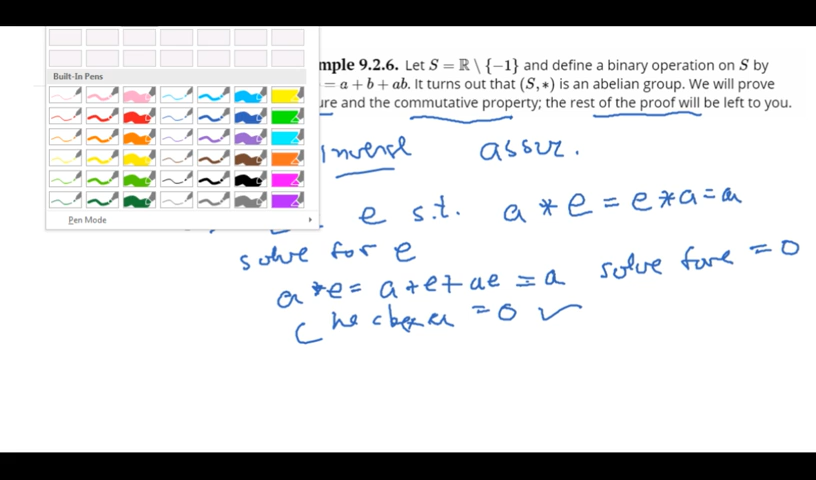 mple 9.2.6. Let S = ℝ \ {−1} and define a binary operation on S by
= a + b + ab. It turns out that (S, ∗) is an abelian group. We will prove
ure and the commutative property; the rest of the proof will be left to you.
Built-In Pens
Pen Mode
inverse assoc.
e s.t. a * e = e * a = a
solve for e
a * e = a + e + ae = a solve for e = 0
Check = 0 ✓